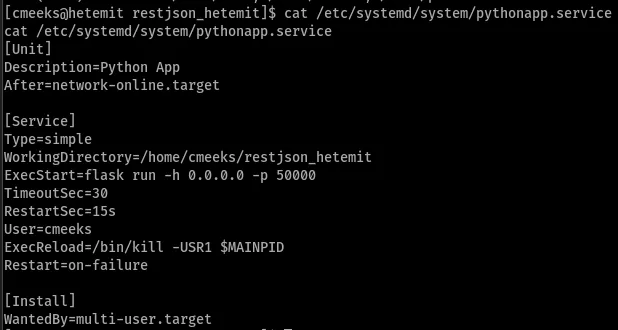 [cmeeks@hetemit restjson_hetemit]$ cat /etc/systemd/system/pythonapp.service
cat /etc/systemd/system/pythonapp.service
[Unit]
Description=Python App
After=network-online.target

[Service]
Type=simple
WorkingDirectory=/home/cmeeks/restjson_hetemit
ExecStart=flask run -h 0.0.0.0 -p 50000
TimeoutSec=30
RestartSec=15s
User=cmeeks
ExecReload=/bin/kill -USR1 $MAINPID
Restart=on-failure

[Install]
WantedBy=multi-user.target